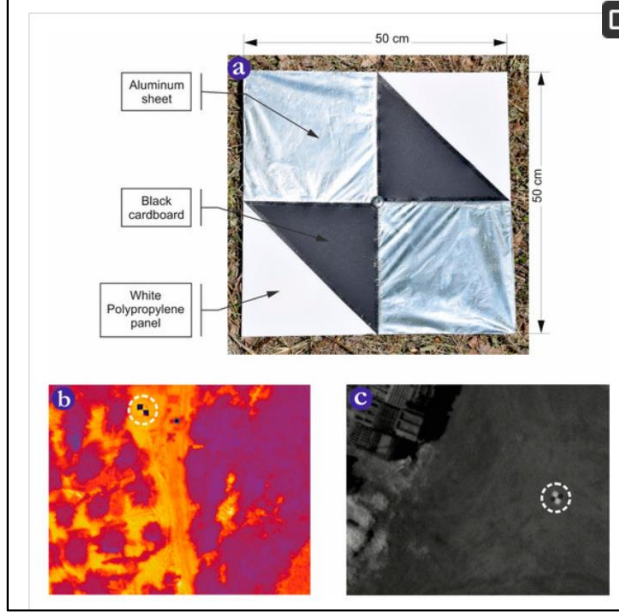 50 cm
a
Aluminum
sheet
Black
cardboard
50 cm
White
Polypropylene
panel
b
c